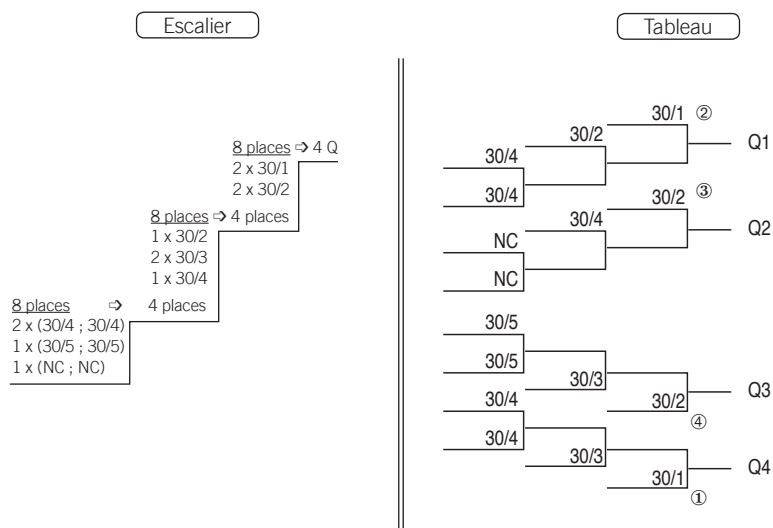 Escalier
8 places ➩ 4 Q
2 x 30/1
2 x 30/2
8 places ➩ 4 places
1 x 30/2
2 x 30/3
1 x 30/4
8 places ➩ 4 places
2 x (30/4 ; 30/4)
1 x (30/5 ; 30/5)
1 x (NC ; NC)
Tableau
30/1 ②
30/2
Q1
30/4
30/4
30/2 ③
30/4
Q2
NC
NC
30/5
30/5
30/3
Q3
30/2
④
30/4
30/4
30/3
Q4
30/1
①